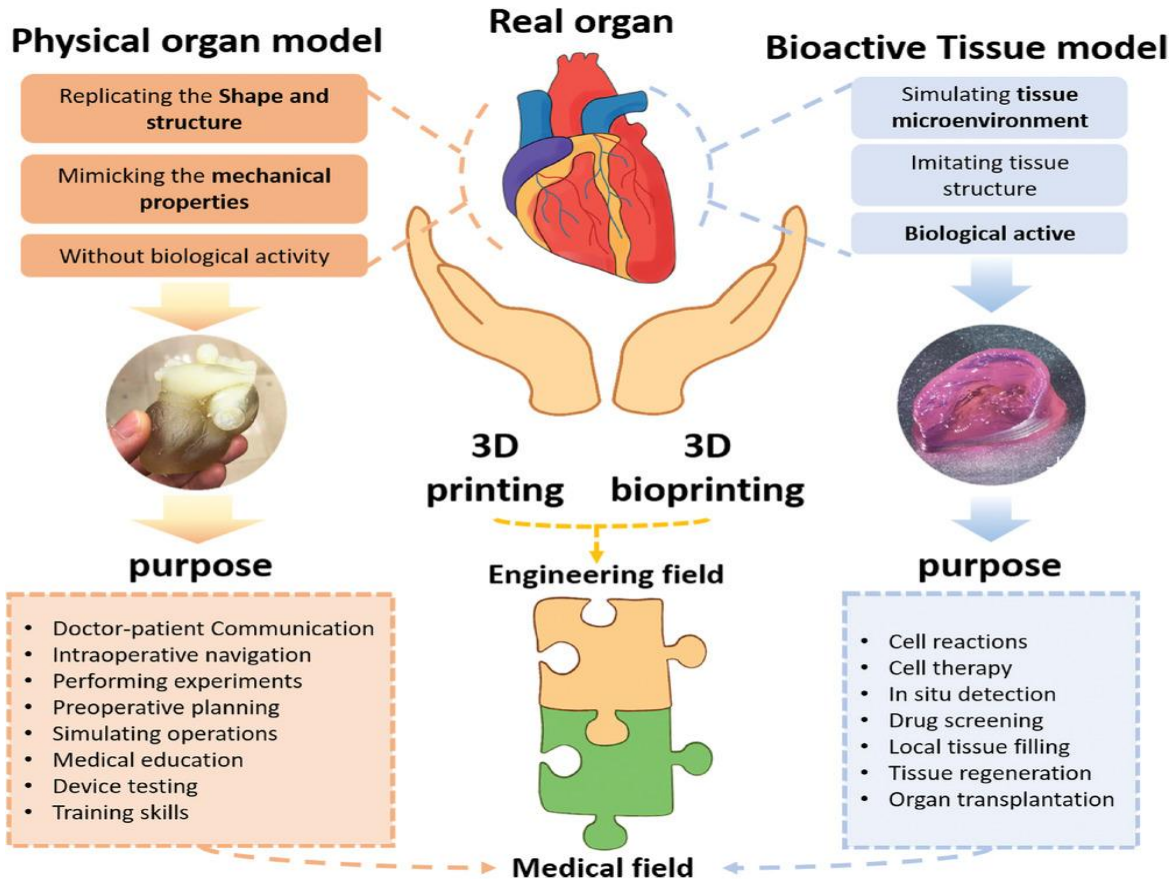 Physical organ model
Replicating the Shape and
structure
Mimicking the mechanical
properties
Without biological activity
purpose
• Doctor-patient Communication
• Intraoperative navigation
• Performing experiments
• Preoperative planning
• Simulating operations
• Medical education
• Device testing
• Training skills
Real organ
3D
printing
3D
bioprinting
Engineering field
Medical field
Bioactive Tissue model
Simulating tissue
microenvironment
Imitating tissue
structure
Biological active
purpose
• Cell reactions
• Cell therapy
• In situ detection
• Drug screening
• Local tissue filling
• Tissue regeneration
• Organ transplantation